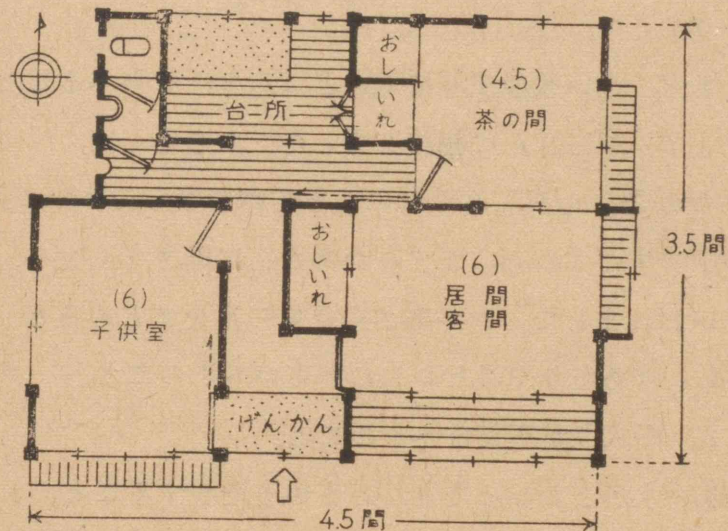 おしいれ
(4.5)
茶の間
台所
おしいれ
(6)
居間
客間
3.5間
(6)
子供室
げんかん
4.5間